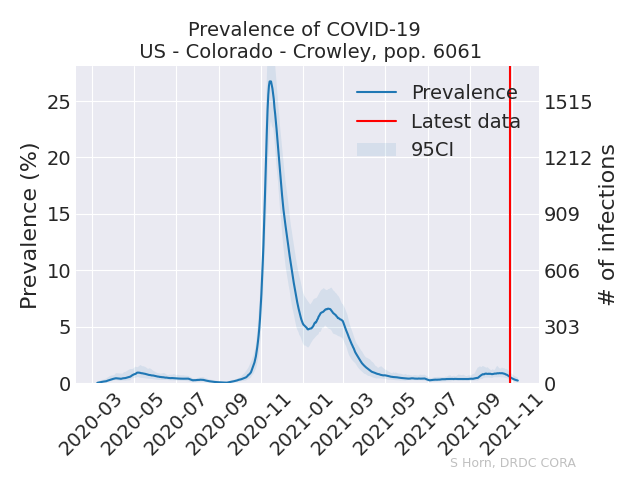 Prevalence of COVID-19
US - Colorado - Crowley, pop. 6061
Prevalence
Latest data
95CI
Prevalence (%)
25
20
15
10
5
0
1515
1212
909
606
303
0
# of infections
2020-03
2020-05
2020-07
2020-09
2020-11
2021-01
2021-03
2021-05
2021-07
2021-09
2021-11
S Horn, DRDC CORA